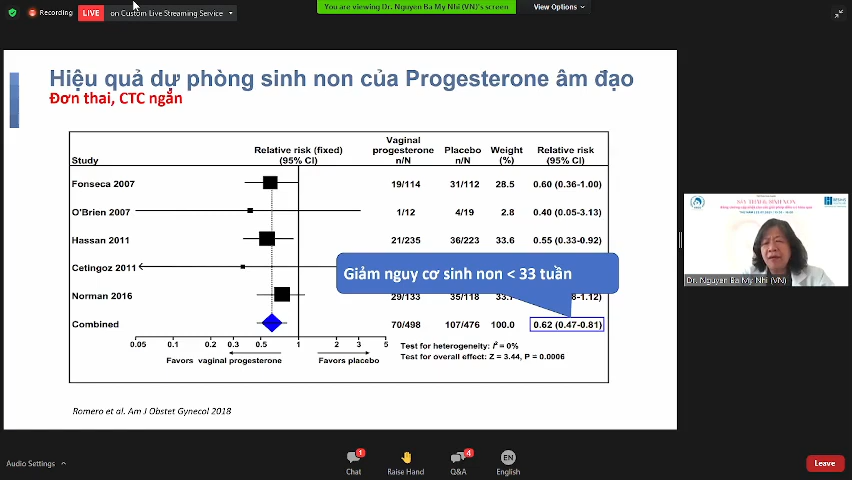 Recording
LIVE
on Custom Live Streaming Service
You are viewing Dr. Nguyen Ba My Nhi (VN)'s screen
View Options
Hiệu quả dự phòng sinh non của Progesterone âm đạo
Đơn thai, CTC ngắn
Study
Relative risk (fixed)
(95% CI)
Vaginal
progesterone
n/N
Placebo
n/N
Weight
(%)
Relative risk
(95% CI)
Fonseca 2007 19/114 31/112 28.5 0.60 (0.36-1.00)
O'Brien 2007 1/12 4/19 2.8 0.40 (0.05-3.13)
Hassan 2011 21/235 36/223 33.6 0.55 (0.33-0.92)
Cetingoz 2011
Giảm nguy cơ sinh non < 33 tuần
Norman 2016 29/133 35/118
Combined 70/498 107/476 100.0 0.62 (0.47-0.81)
0.05 0.1 0.2 0.3 0.5 1 2 3 5
Favors vaginal progesterone
Favors placebo
Test for heterogeneity: I² = 0%
Test for overall effect: Z = 3.44, P = 0.0006
Romero et al. Am J Obstet Gynecol 2018
Dr. Nguyen Ba My Nhi (VN)
Audio Settings
1
Chat
Raise Hand
4
Q&A
EN
English
Leave